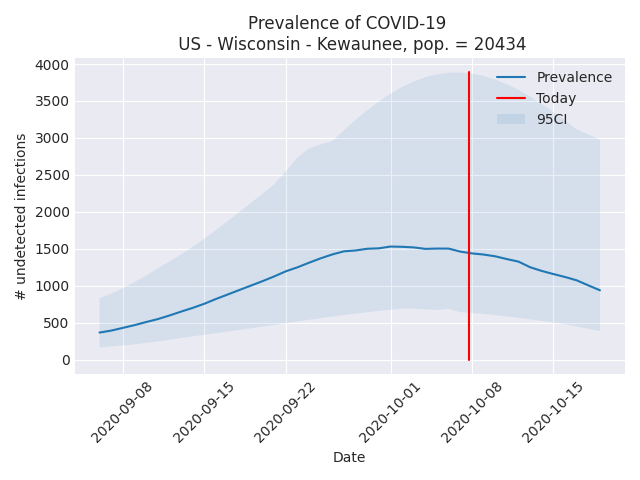 Prevalence of COVID-19
US - Wisconsin - Kewaunee, pop. = 20434
4000
3500
3000
2500
2000
1500
1000
500
0
# undetected infections
Prevalence
Today
95CI
2020-09-08
2020-09-15
2020-09-22
2020-10-01
2020-10-08
2020-10-15
Date